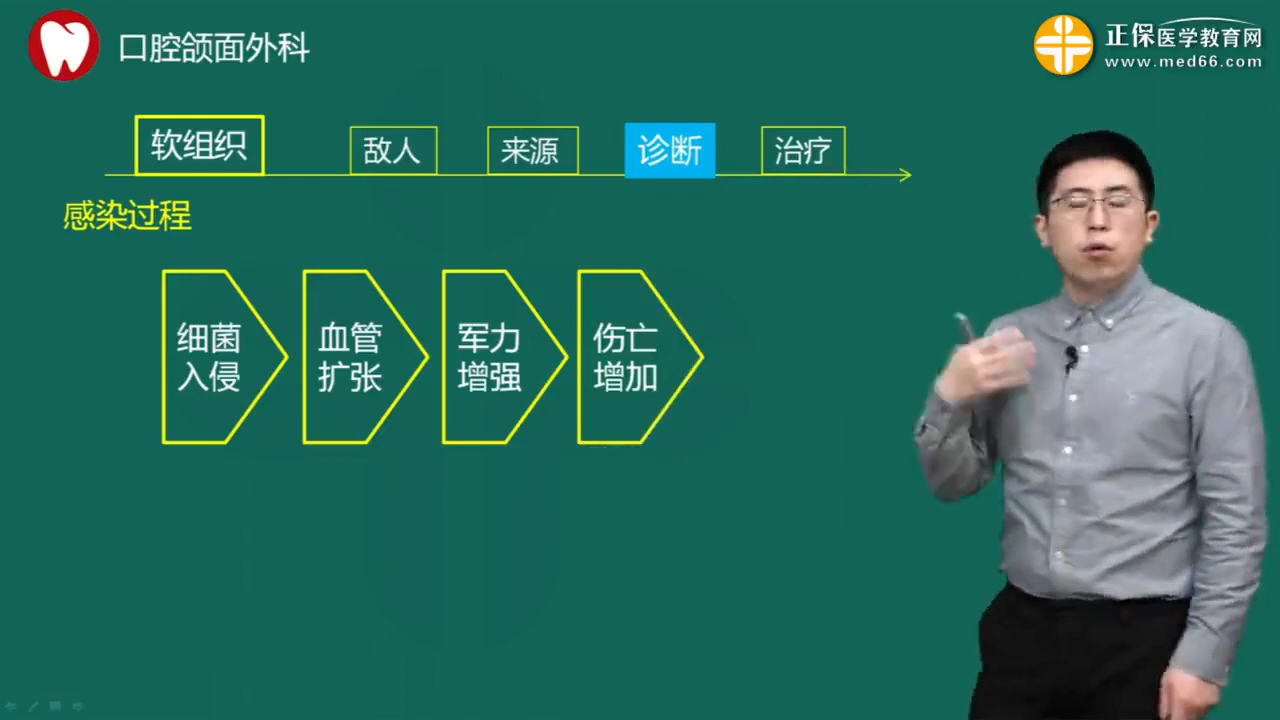 口腔颌面外科
正保医学教育网
www.med66.com
软组织
敌人
来源
诊断
治疗
感染过程
细菌
入侵
血管
扩张
军力
增强
伤亡
增加